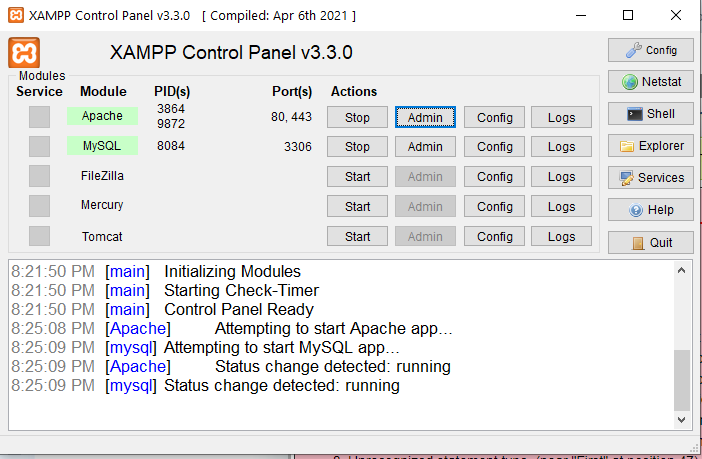 XAMPP Control Panel v3.3.0 [ Compiled: Apr 6th 2021 ]
XAMPP Control Panel v3.3.0
Config
Modules
Service Module PID(s) Port(s) Actions
Netstat
Apache 3864 9872 80, 443 Stop Admin Config Logs
Shell
MySQL 8084 3306 Stop Admin Config Logs
Explorer
FileZilla Start Admin Config Logs
Services
Mercury Start Admin Config Logs
Help
Tomcat Start Admin Config Logs
Quit
8:21:50 PM [main] Initializing Modules
8:21:50 PM [main] Starting Check-Timer
8:21:50 PM [main] Control Panel Ready
8:25:08 PM [Apache] Attempting to start Apache app...
8:25:09 PM [mysql] Attempting to start MySQL app...
8:25:09 PM [Apache] Status change detected: running
8:25:09 PM [mysql] Status change detected: running